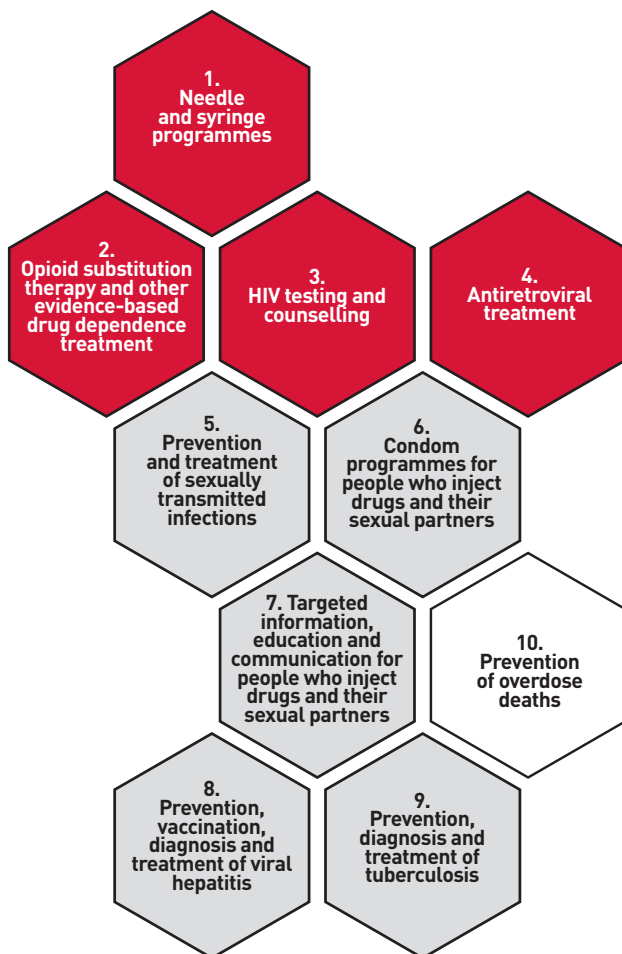 1.
Needle
and syringe
programmes
2.
Opioid substitution
therapy and other
evidence-based
drug dependence
treatment
3.
HIV testing and
counselling
4.
Antiretroviral
treatment
5.
Prevention
and treatment
of sexually
transmitted
infections
6.
Condom
programmes for
people who inject
drugs and their
sexual partners
7. Targeted
information,
education and
communication for
people who inject
drugs and their
sexual partners
10.
Prevention
of overdose
deaths
8.
Prevention,
vaccination,
diagnosis and
treatment of viral
hepatitis
9.
Prevention,
diagnosis and
treatment of
tuberculosis